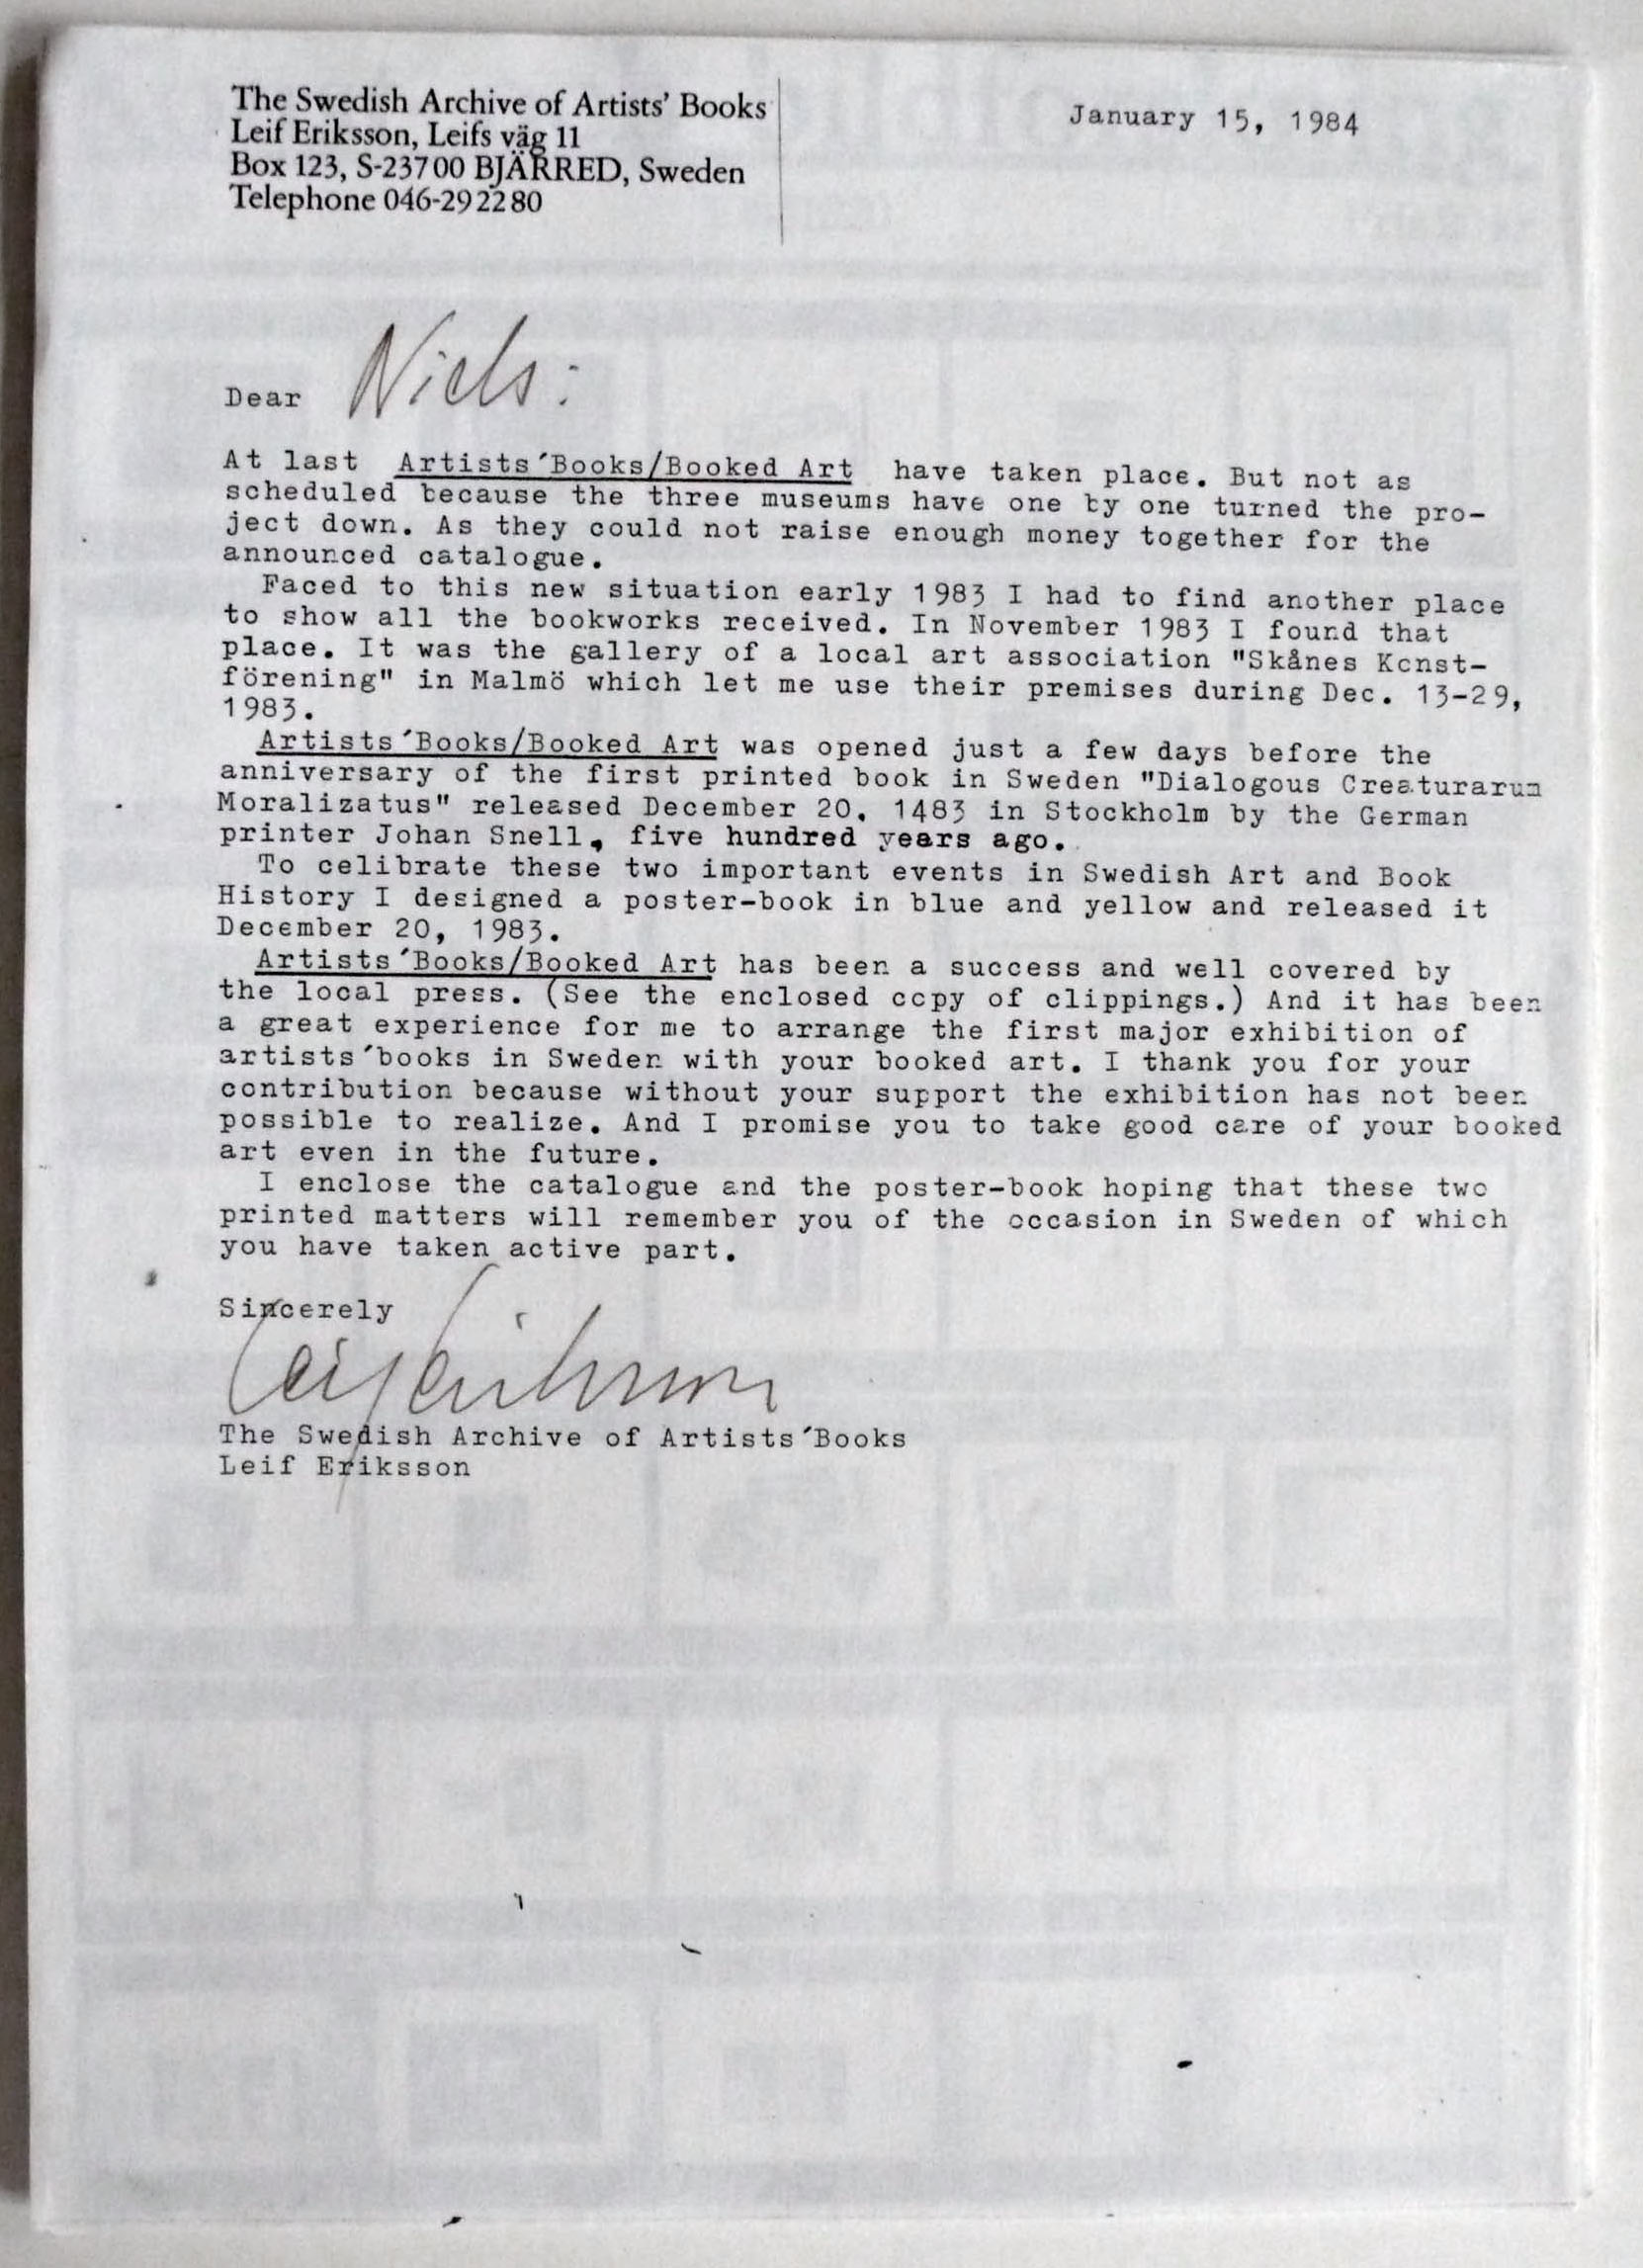 The Swedish Archive of Artists' Books
Leif Eriksson, Leifs väg 11
Box 123, S-23700 BJÄRRED, Sweden
Telephone 046-292280
January 15, 1984
Dear Niels:
At last Artists´Books/Booked Art have taken place. But not as
scheduled because the three museums have one by one turned the pro-
ject down. As they could not raise enough money together for the
announced catalogue.
Faced to this new situation early 1983 I had to find another place
to show all the bookworks received. In November 1983 I found that
place. It was the gallery of a local art association "Skånes Konst-
förening" in Malmö which let me use their premises during Dec. 13-29,
1983.
Artists´Books/Booked Art was opened just a few days before the
anniversary of the first printed book in Sweden "Dialogous Creaturarum
Moralizatus" released December 20, 1483 in Stockholm by the German
printer Johan Snell, five hundred years ago.
To celibrate these two important events in Swedish Art and Book
History I designed a poster-book in blue and yellow and released it
December 20, 1983.
Artists´Books/Booked Art has been a success and well covered by
the local press. (See the enclosed copy of clippings.) And it has been
a great experience for me to arrange the first major exhibition of
artists´books in Sweden with your booked art. I thank you for your
contribution because without your support the exhibition has not been
possible to realize. And I promise you to take good care of your booked
art even in the future.
I enclose the catalogue and the poster-book hoping that these two
printed matters will remember you of the occasion in Sweden of which
you have taken active part.
Sincerely
Leif Eriksson
The Swedish Archive of Artists´Books
Leif Eriksson